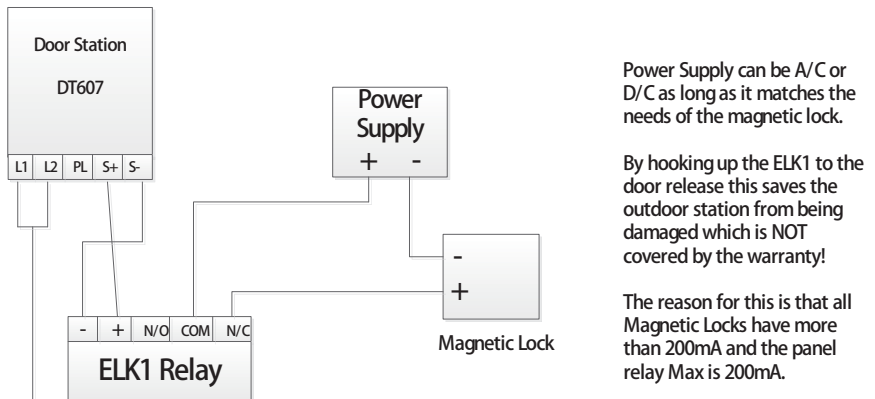 Door Station
DT607
L1 L2 PL S+ S-
Power
Supply
+ -
-
+
Magnetic Lock
- + N/O COM N/C
ELK1 Relay
Power Supply can be A/C or
D/C as long as it matches the
needs of the magnetic lock.
By hooking up the ELK1 to the
door release this saves the
outdoor station from being
damaged which is NOT
covered by the warranty!
The reason for this is that all
Magnetic Locks have more
than 200mA and the panel
relay Max is 200mA.